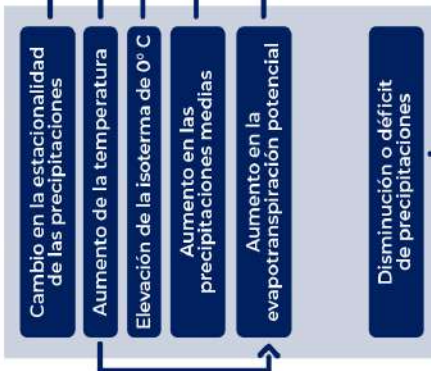 Cambio en la estacionalidad
de las precipitaciones
Aumento de la temperatura
Elevación de la isoterma de 0° C
Aumento en las
precipitaciones medias
Aumento en la
evapotranspiración potencial
Disminución o déficit
de precipitaciones